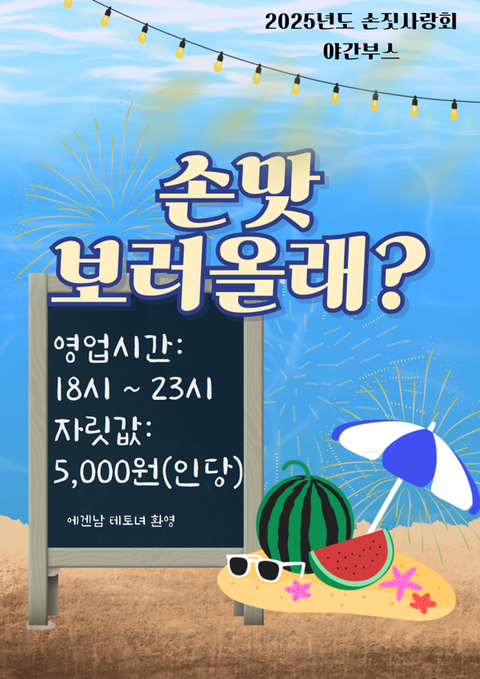 2025년도 손짓사랑회
야간부스
손맛
보러올래?
영업시간:
18시 ~ 23시
자릿값:
5,000원(인당)
에겐남 테토녀 환영